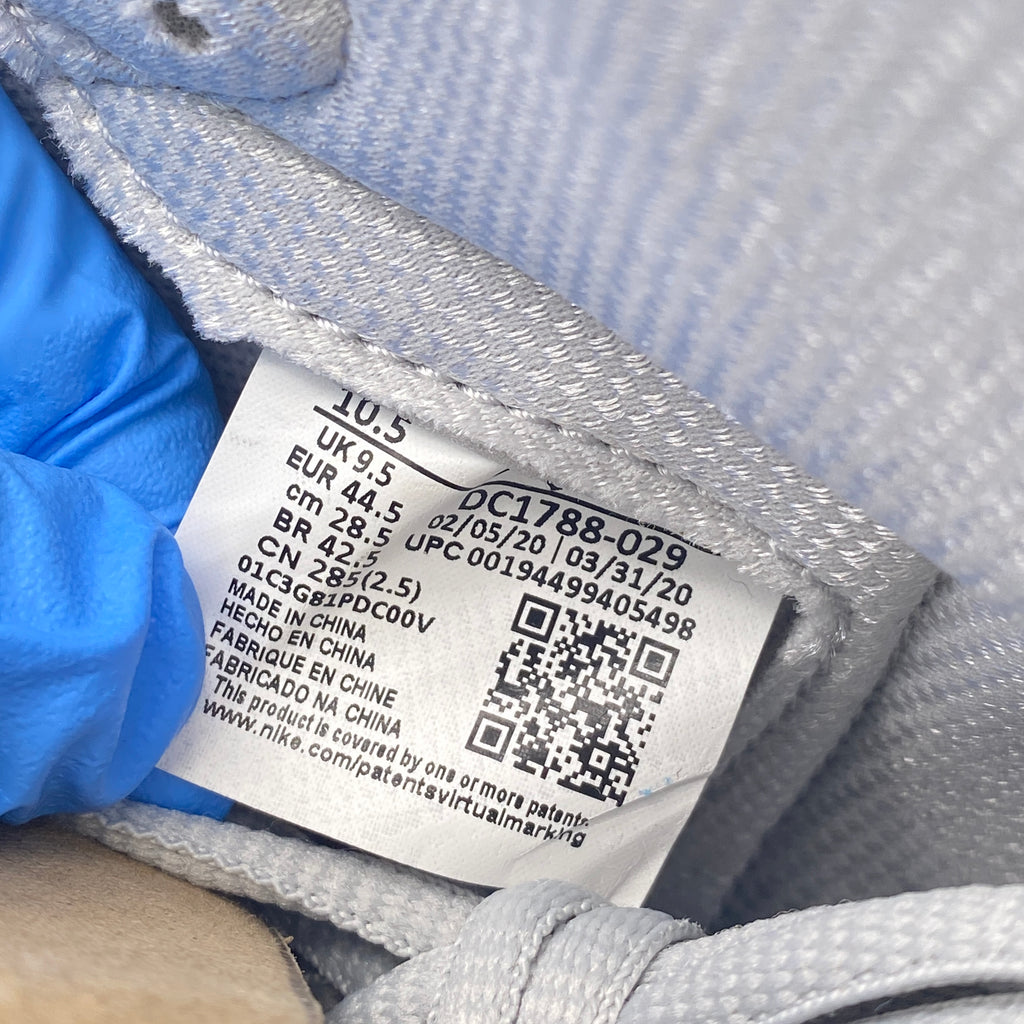 10.5
UK 9.5
EUR 44.5
cm 28.5
BR 42.5
CN 285(2.5)
01C3G81PDC00V
MADE IN CHINA
HECHO EN CHINA
FABRIQUE EN CHINE
FABRICADO NA CHINA
This product is covered by one or more patents
www.nike.com/patentsvirtualmarking
DC1788-029
02/05/20 | 03/31/20
UPC 00194499405498